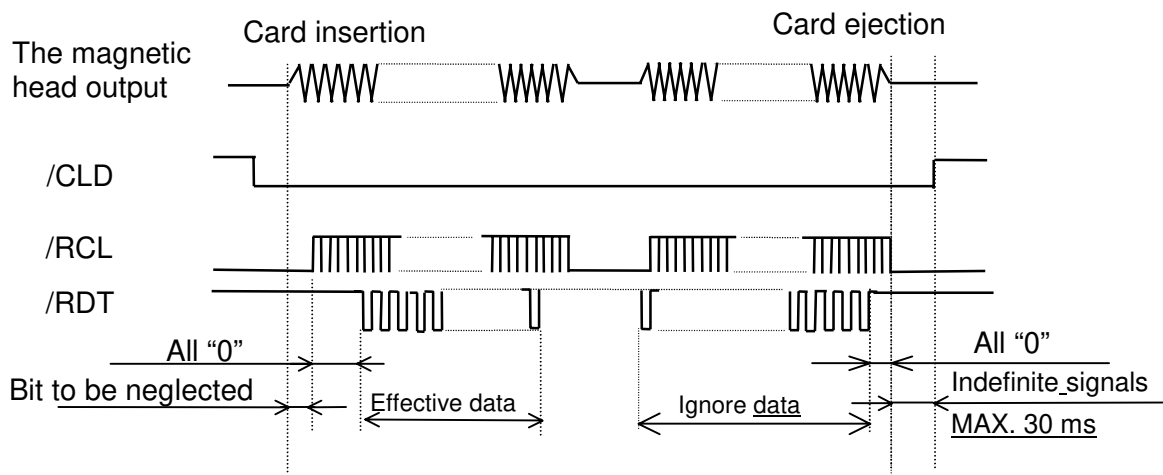 Card insertion
Card ejection
The magnetic
head output
/CLD
/RCL
/RDT
All “0”
All “0”
Bit to be neglected
Effective data
Ignore data
Indefinite signals
MAX. 30 ms